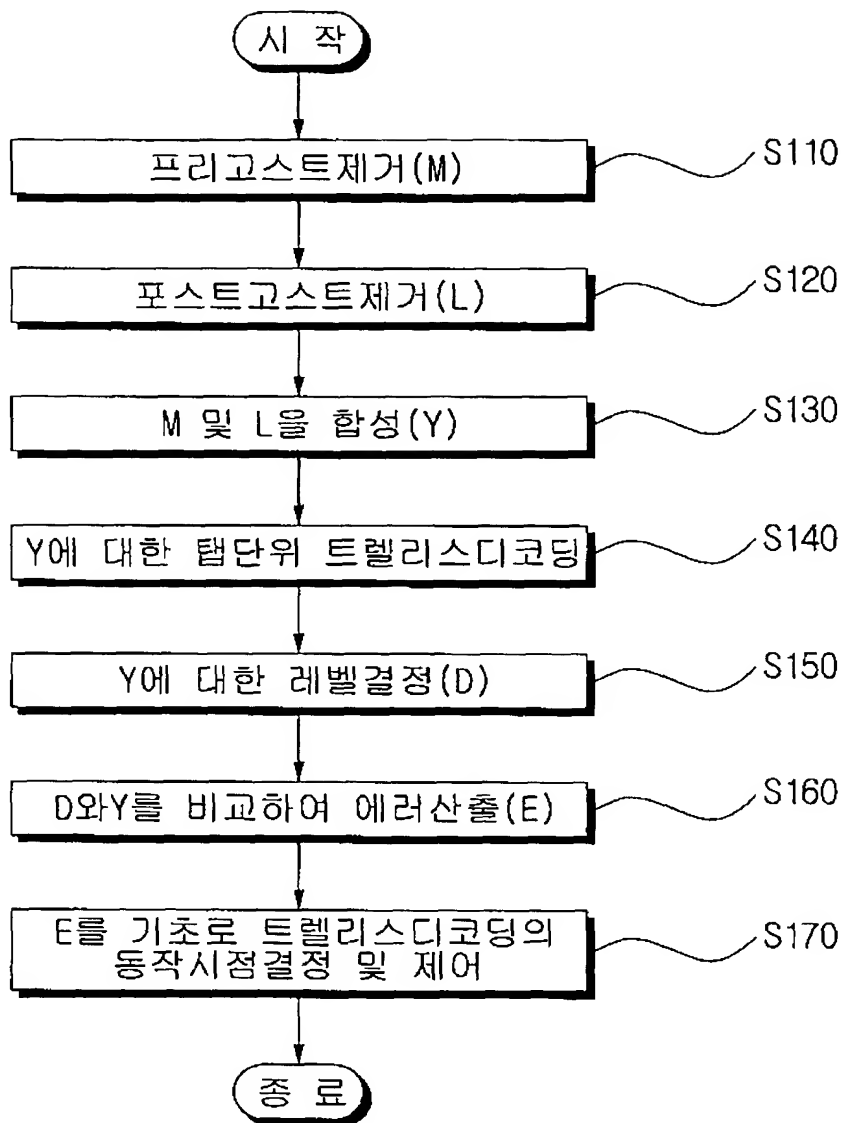 시 작
프리고스트제거(M)
S110
포스트고스트제거(L)
S120
M 및 L을 합성(Y)
S130
Y에 대한 탭단위 트렐리스디코딩
S140
Y에 대한 레벨결정(D)
S150
D와Y를 비교하여 에러산출(E)
S160
E를 기초로 트렐리스디코딩의
동작시점결정 및 제어
S170
종 료